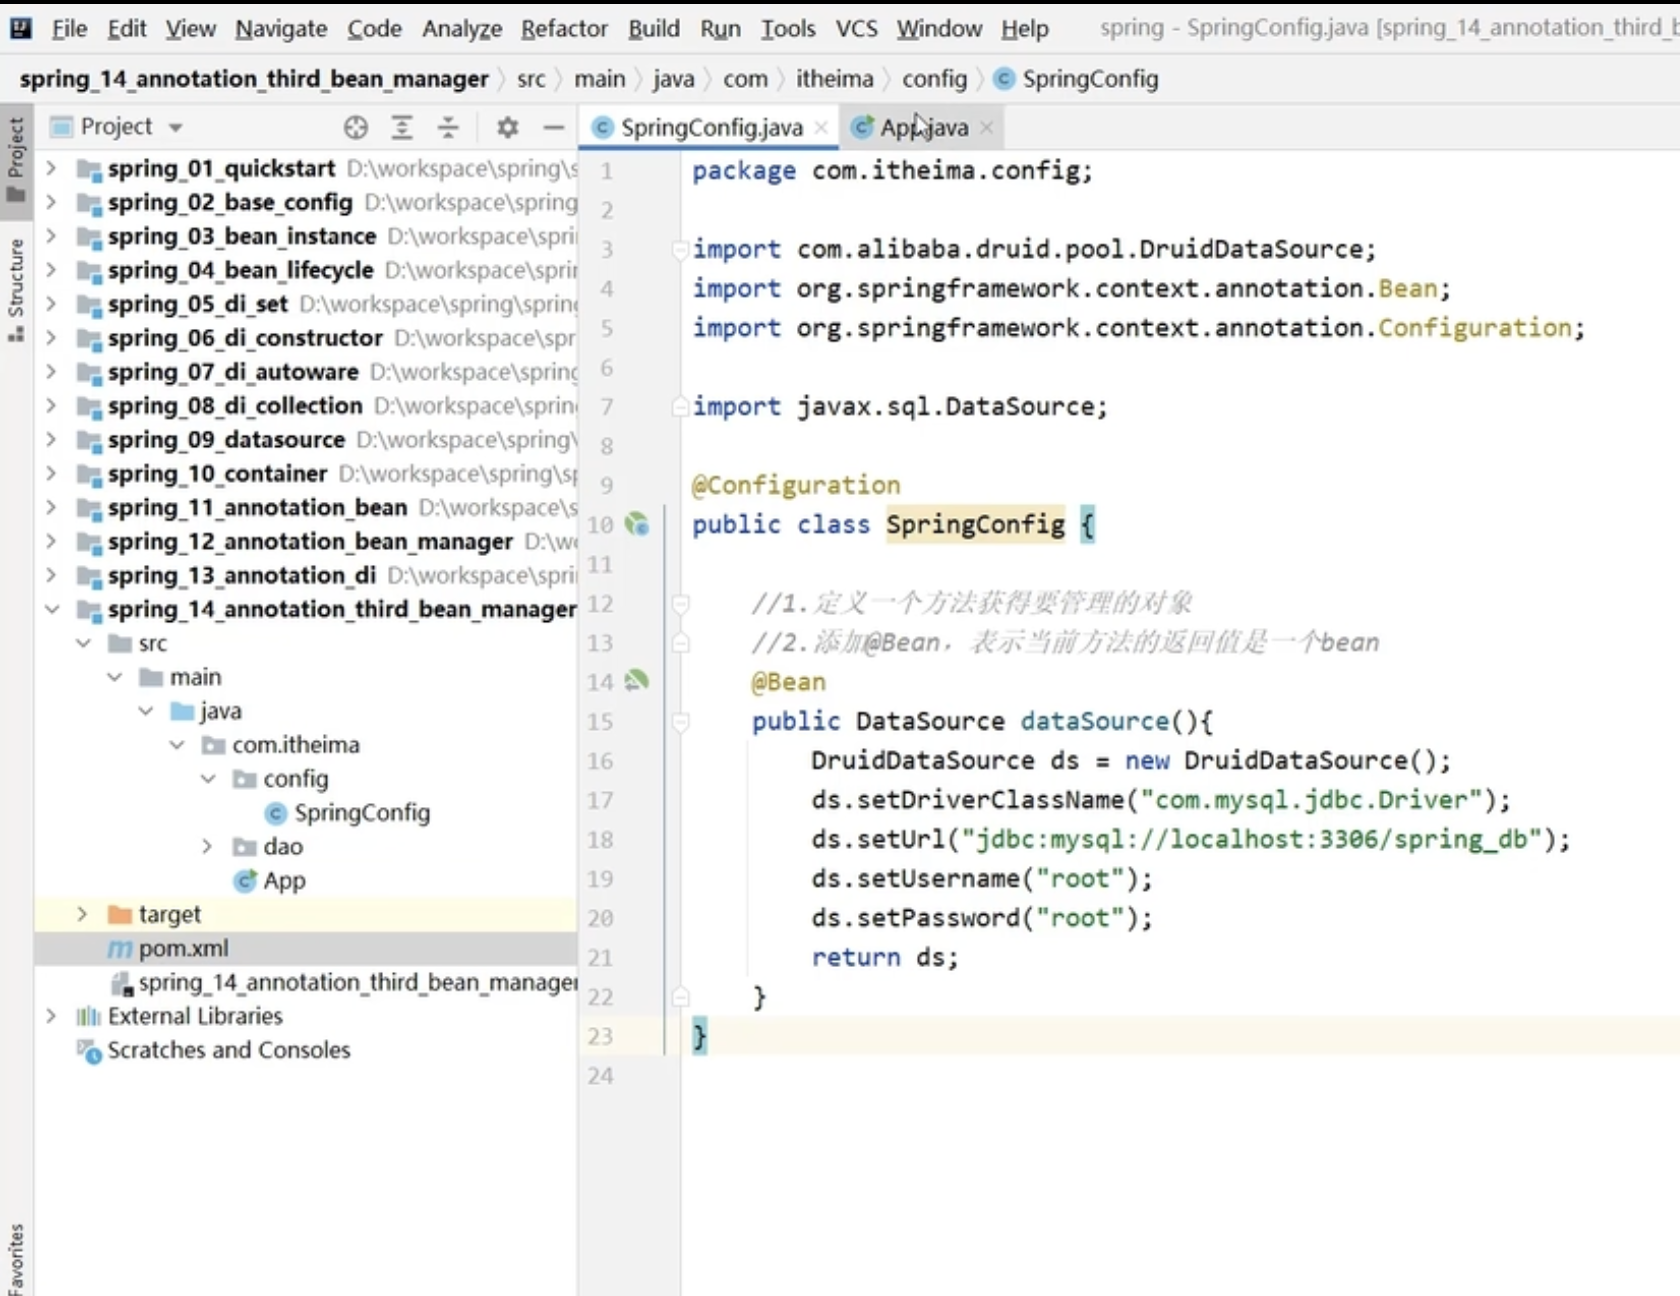 File Edit View Navigate Code Analyze Refactor Build Run Tools VCS Window Help spring - SpringConfig.java [spring_14_annotation_third_b
spring_14_annotation_third_bean_manager src main java com itheima config SpringConfig
Project
Structure
Favorites
Project
spring_01_quickstart D:\workspace\spring\s
spring_02_base_config D:\workspace\spring
spring_03_bean_instance D:\workspace\spri
spring_04_bean_lifecycle D:\workspace\sprin
spring_05_di_set D:\workspace\spring\spring
spring_06_di_constructor D:\workspace\spr
spring_07_di_autoware D:\workspace\spring
spring_08_di_collection D:\workspace\sprin
spring_09_datasource D:\workspace\spring\
spring_10_container D:\workspace\spring\sp
spring_11_annotation_bean D:\workspace\s
spring_12_annotation_bean_manager D:\wo
spring_13_annotation_di D:\workspace\spri
spring_14_annotation_third_bean_manager
src
main
java
com.itheima
config
SpringConfig
dao
App
target
pom.xml
spring_14_annotation_third_bean_manager
External Libraries
Scratches and Consoles
SpringConfig.java App.java
1 package com.itheima.config;
2
3 import com.alibaba.druid.pool.DruidDataSource;
4 import org.springframework.context.annotation.Bean;
5 import org.springframework.context.annotation.Configuration;
6
7 import javax.sql.DataSource;
8
9 @Configuration
10 public class SpringConfig {
11
12 //1.定义一个方法获得要管理的对象
13 //2.添加@Bean，表示当前方法的返回值是一个bean
14 @Bean
15 public DataSource dataSource(){
16 DruidDataSource ds = new DruidDataSource();
17 ds.setDriverClassName("com.mysql.jdbc.Driver");
18 ds.setUrl("jdbc:mysql://localhost:3306/spring_db");
19 ds.setUsername("root");
20 ds.setPassword("root");
21 return ds;
22 }
23 }
24